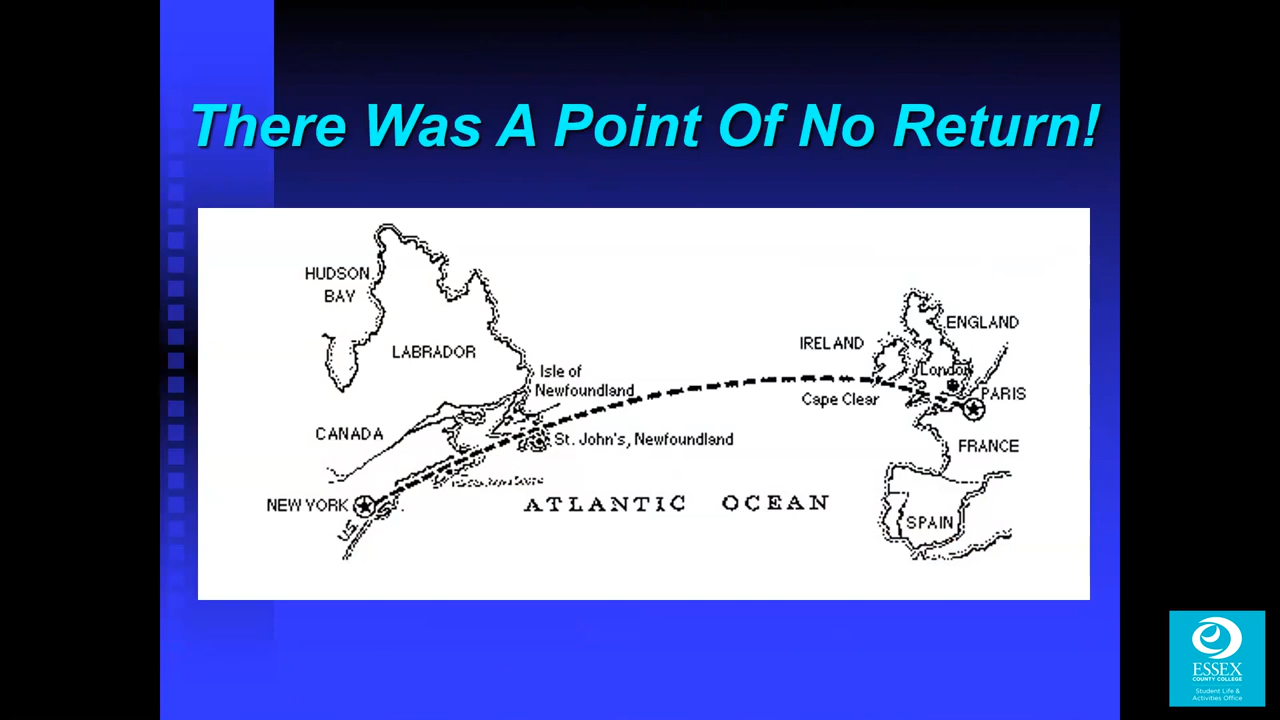 There Was A Point Of No Return!
HUDSON
BAY
LABRADOR
Isle of
Newfoundland
IRELAND
ENGLAND
London
PARIS
Cape Clear
CANADA
St. John's, Newfoundland
FRANCE
NEW YORK
ATLANTIC OCEAN
SPAIN
US
ESSEX
COUNTY COLLEGE
Student Life &
Activities Office